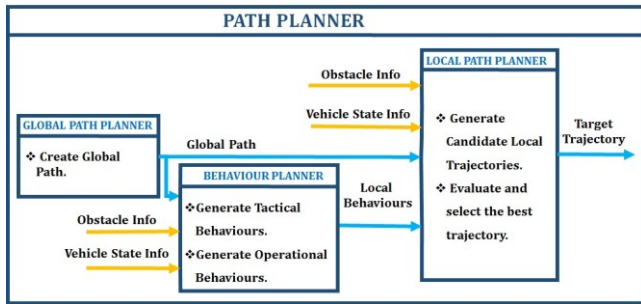 PATH PLANNER
LOCAL PATH PLANNER
Obstacle Info
Vehicle State Info
❖ Generate
Candidate Local
Trajectories.
❖ Evaluate and
select the best
trajectory.
Target
Trajectory
GLOBAL PATH PLANNER
❖ Create Global
Path.
Global Path
BEHAVIOUR PLANNER
❖Generate Tactical
Behaviours.
❖Generate Operational
Behaviours.
Local
Behaviours
Obstacle Info
Vehicle State Info